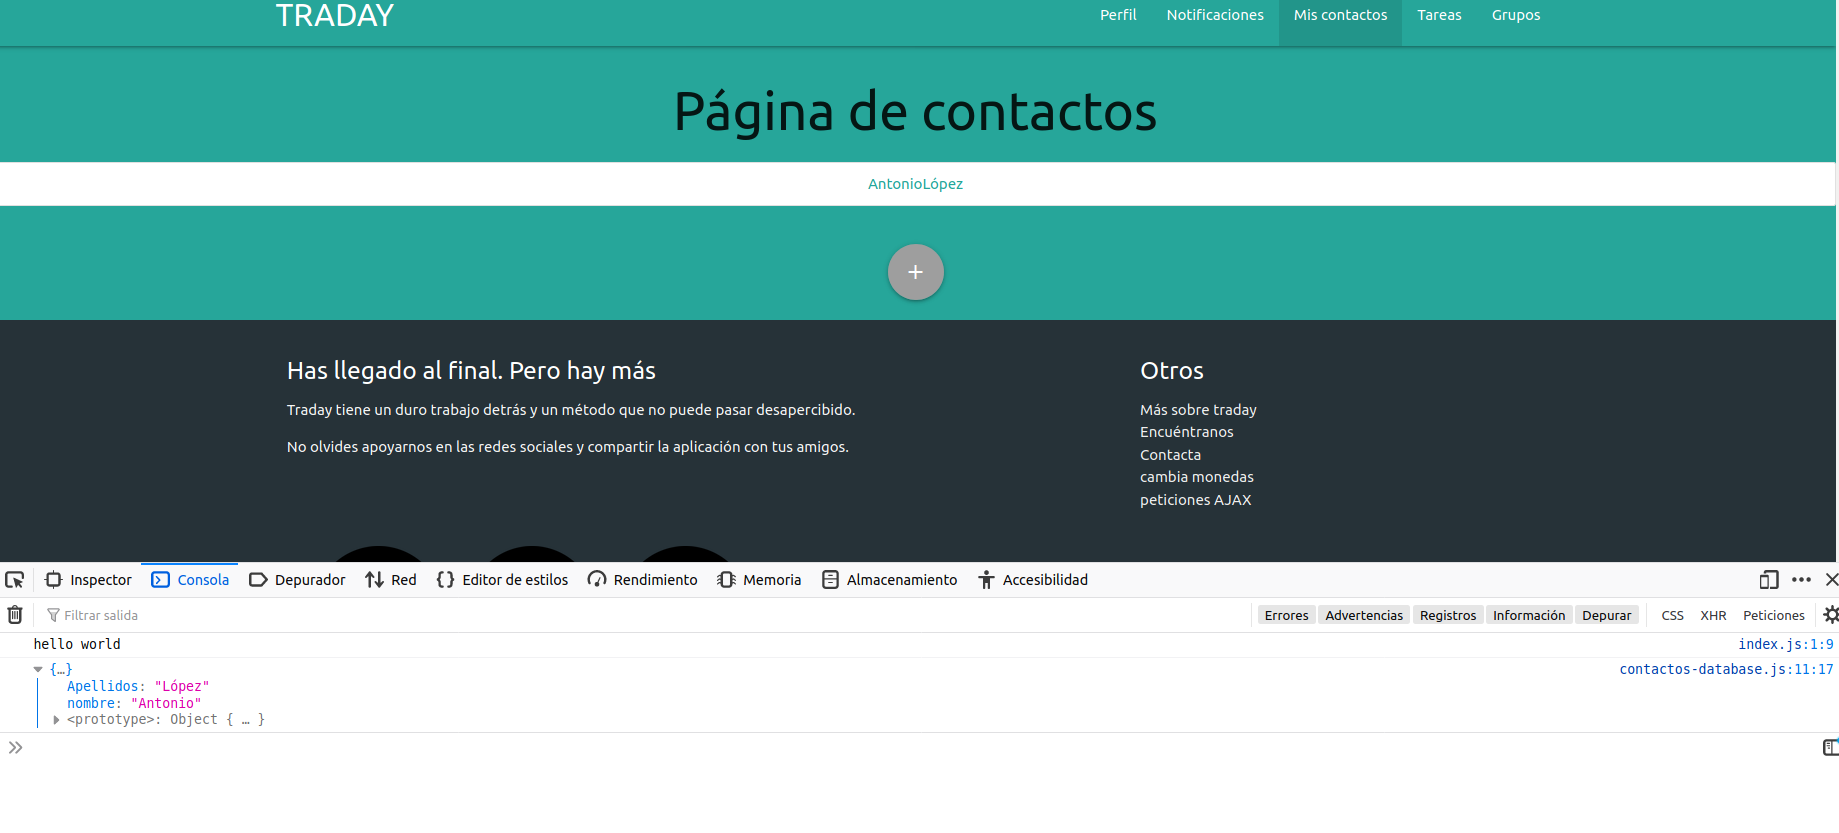 TRADAY
Perfil Notificaciones Mis contactos Tareas Grupos
Página de contactos
AntonioLópez
+
Has llegado al final. Pero hay más
Traday tiene un duro trabajo detrás y un método que no puede pasar desapercibido.
No olvides apoyarnos en las redes sociales y compartir la aplicación con tus amigos.
Otros
Más sobre traday
Encuéntranos
Contacta
cambia monedas
peticiones AJAX
Inspector Consola Depurador Red Editor de estilos Rendimiento Memoria Almacenamiento Accesibilidad
Filtrar salida Errores Advertencias Registros Información Depurar CSS XHR Peticiones
hello world index.js:1:9
{…} contactos-database.js:11:17
Apellidos: "López"
nombre: "Antonio"
<prototype>: Object { … }